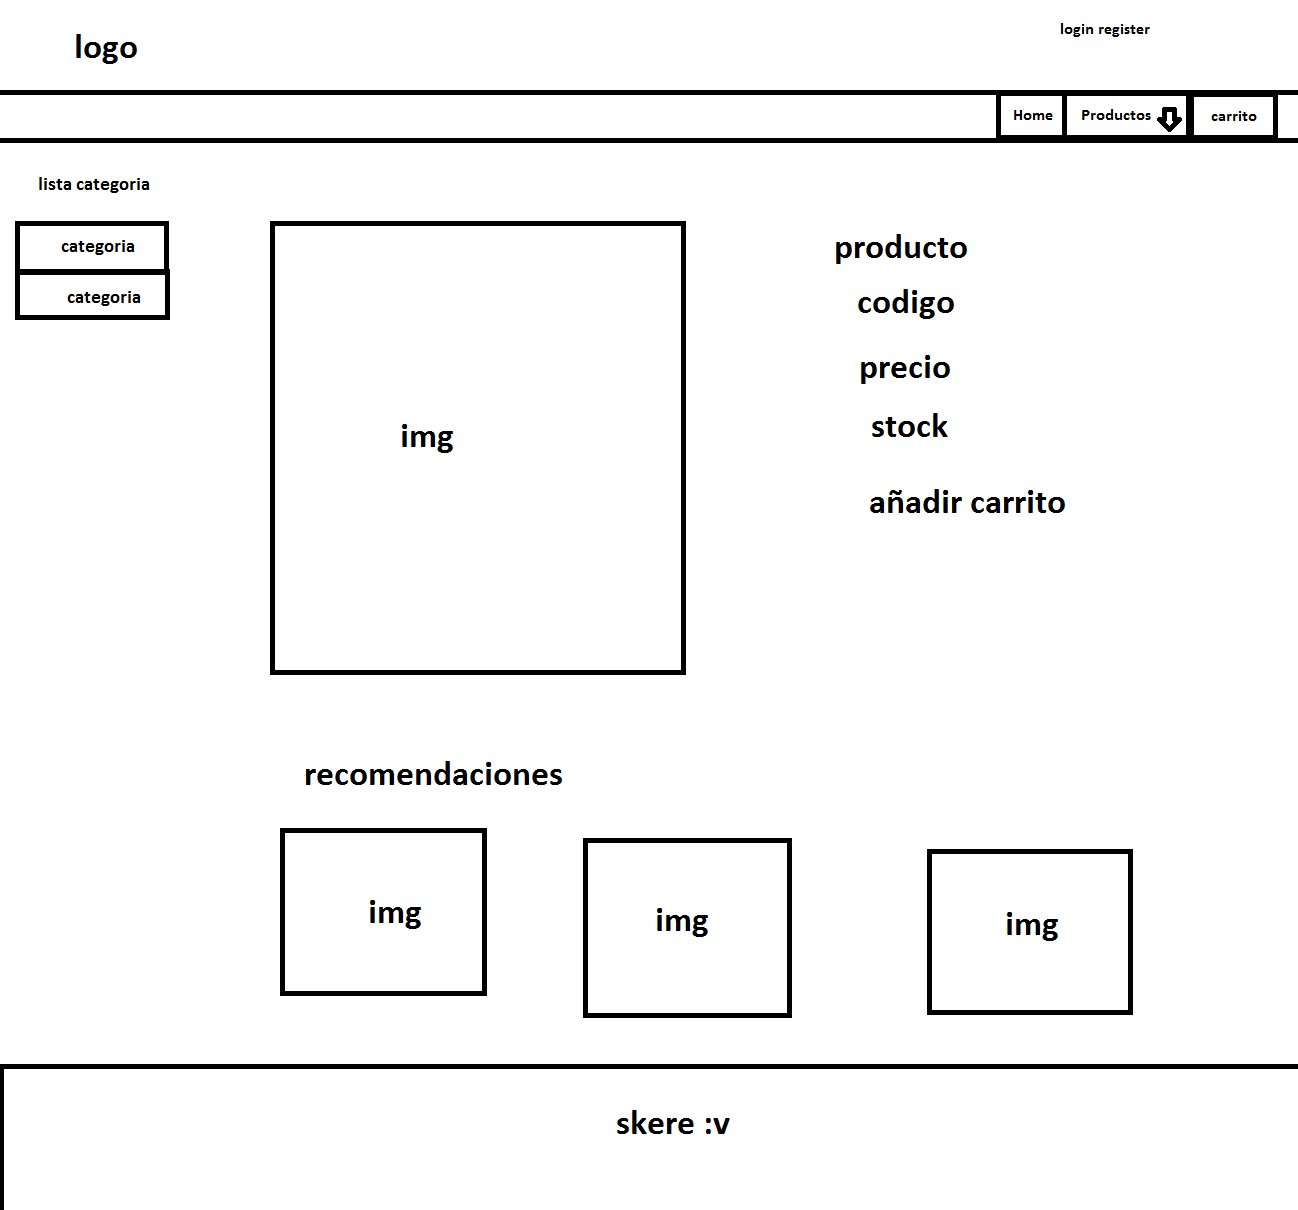 logo
login register
Home
Productos
carrito
lista categoria
categoria
categoria
img
producto
codigo
precio
stock
añadir carrito
recomendaciones
img
img
img
skere :v